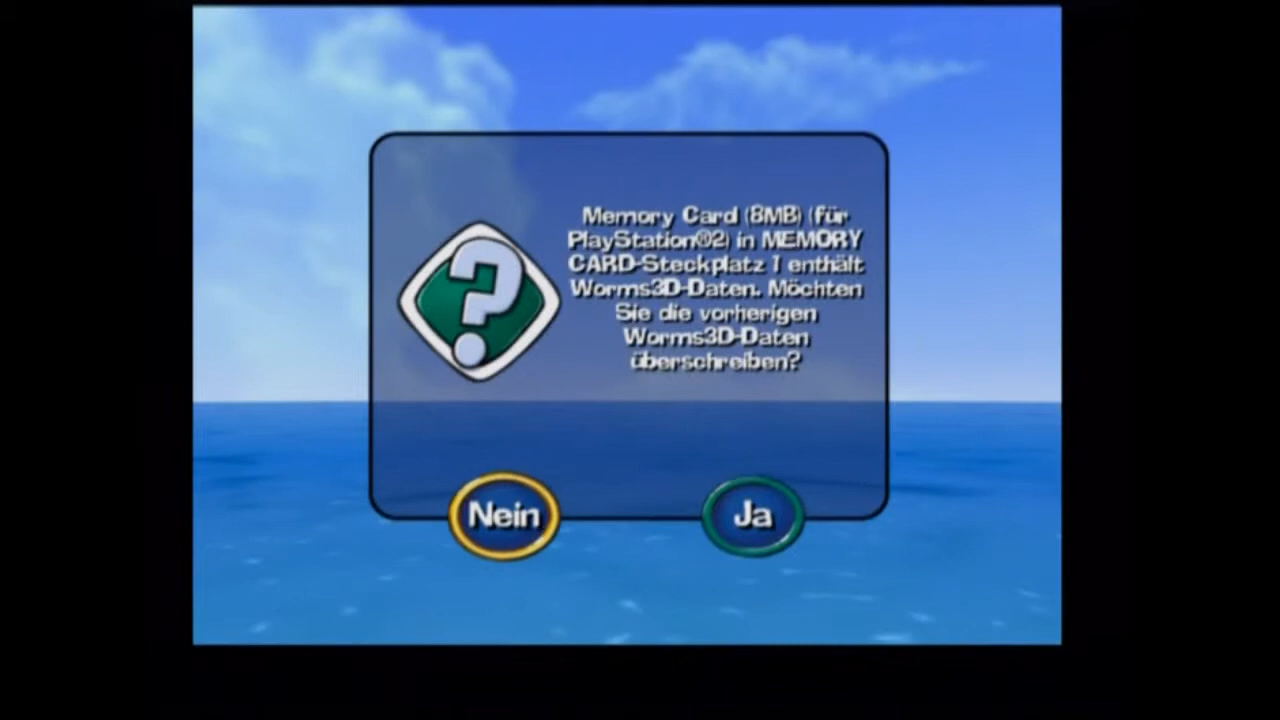 Memory Card (8MB) (für
PlayStation®2) in MEMORY
CARD-Steckplatz 1 enthält
Worms3D-Daten. Möchten
Sie die vorherigen
Worms3D-Daten
überschreiben?
Nein
Ja